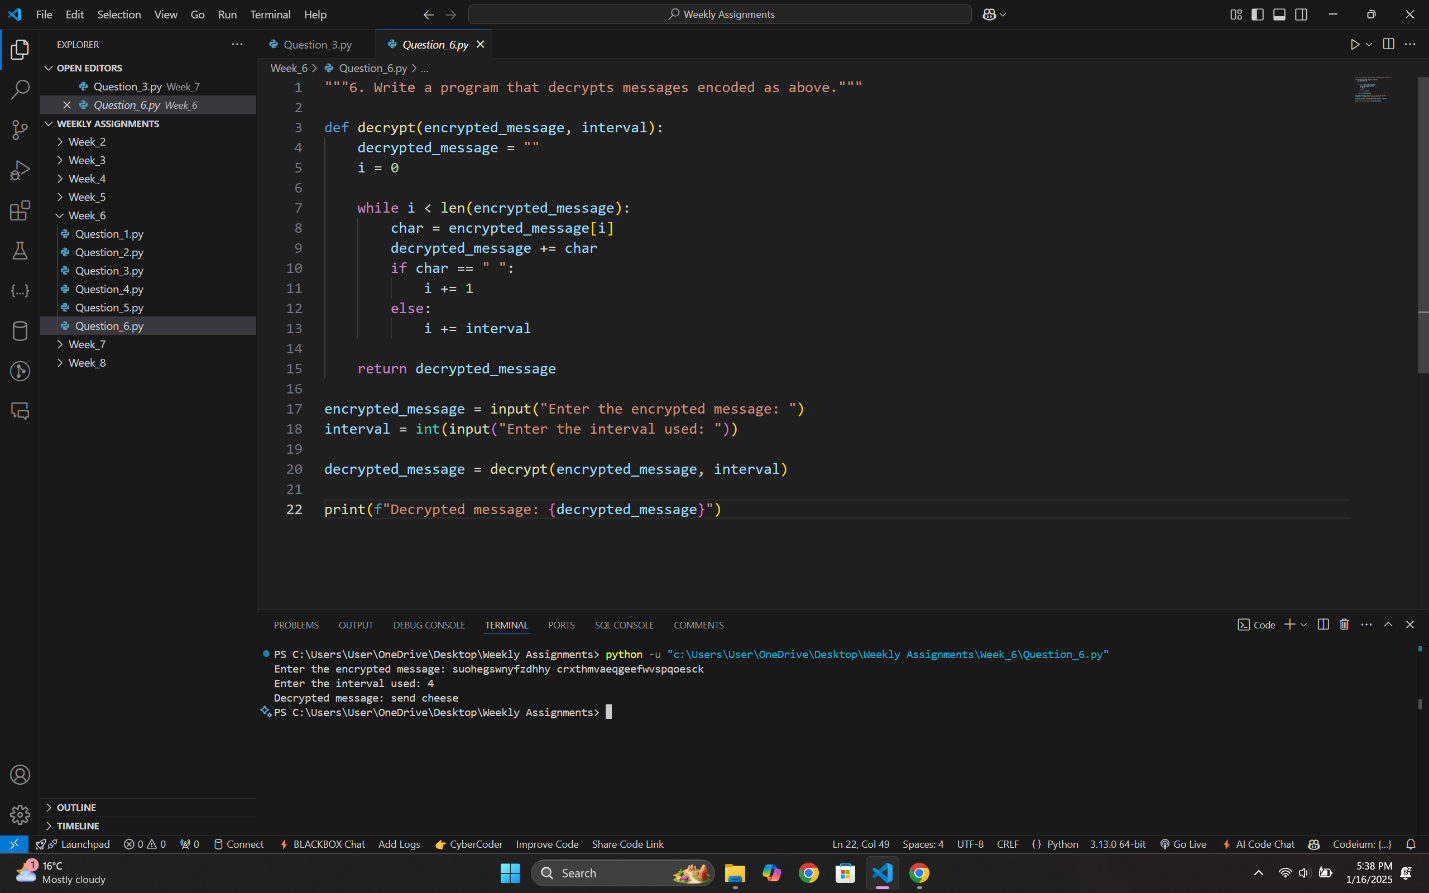 File Edit Selection View Go Run Terminal Help
Weekly Assignments
EXPLORER
OPEN EDITORS
Question_3.py Week_7
Question_6.py Week_6
WEEKLY ASSIGNMENTS
Week_2
Week_3
Week_4
Week_5
Week_6
Question_1.py
Question_2.py
Question_3.py
Question_4.py
Question_5.py
Question_6.py
Week_7
Week_8
OUTLINE
TIMELINE
Question_3.py Question_6.py
Week_6 > Question_6.py > ...
1 """6. Write a program that decrypts messages encoded as above."""
2
3 def decrypt(encrypted_message, interval):
4 decrypted_message = ""
5 i = 0
6
7 while i < len(encrypted_message):
8 char = encrypted_message[i]
9 decrypted_message += char
10 if char == " ":
11 i += 1
12 else:
13 i += interval
14
15 return decrypted_message
16
17 encrypted_message = input("Enter the encrypted message: ")
18 interval = int(input("Enter the interval used: "))
19
20 decrypted_message = decrypt(encrypted_message, interval)
21
22 print(f"Decrypted message: {decrypted_message}")
PROBLEMS OUTPUT DEBUG CONSOLE TERMINAL PORTS SQL CONSOLE COMMENTS
Code
PS C:\Users\User\OneDrive\Desktop\Weekly Assignments> python -u "c:\Users\User\OneDrive\Desktop\Weekly Assignments\Week_6\Question_6.py"
Enter the encrypted message: suohegswnyfzdhhy crxthmvaeqgeefwvspqoesck
Enter the interval used: 4
Decrypted message: send cheese
PS C:\Users\User\OneDrive\Desktop\Weekly Assignments>
Launchpad 0 0 0 Connect BLACKBOX Chat Add Logs CyberCoder Improve Code Share Code Link
Ln 22, Col 49 Spaces: 4 UTF-8 CRLF {} Python 3.13.0 64-bit Go Live AI Code Chat Codeium: {...}
1
16°C
Mostly cloudy
Search
5:38 PM
1/16/2025